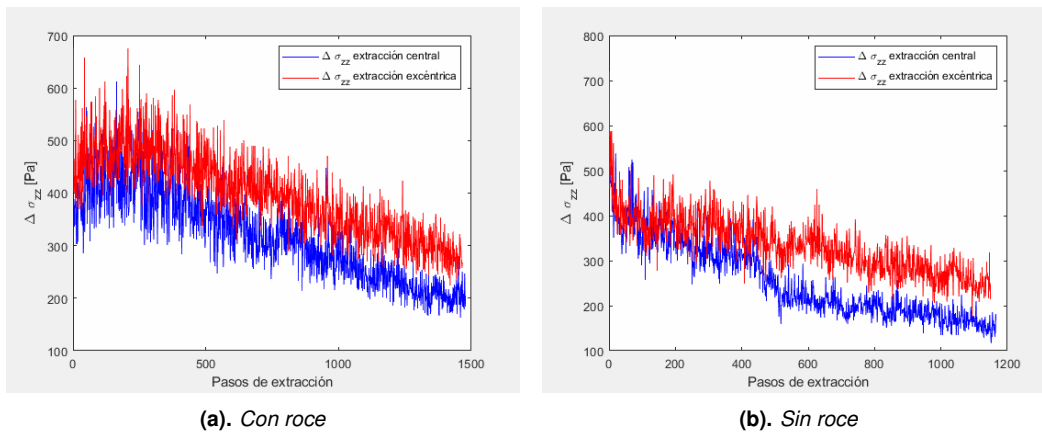 700
600
500
400
300
200
100
0
500
1000
1500
Δ σzz [Pa]
Pasos de extracción
Δ σzz extracción central
Δ σzz extracción excéntrica
(a). Con roce
800
700
600
500
400
300
200
100
0
200
400
600
800
1000
1200
Δ σzz [Pa]
Pasos de extracción
Δ σzz extracción central
Δ σzz extracción excéntrica
(b). Sin roce